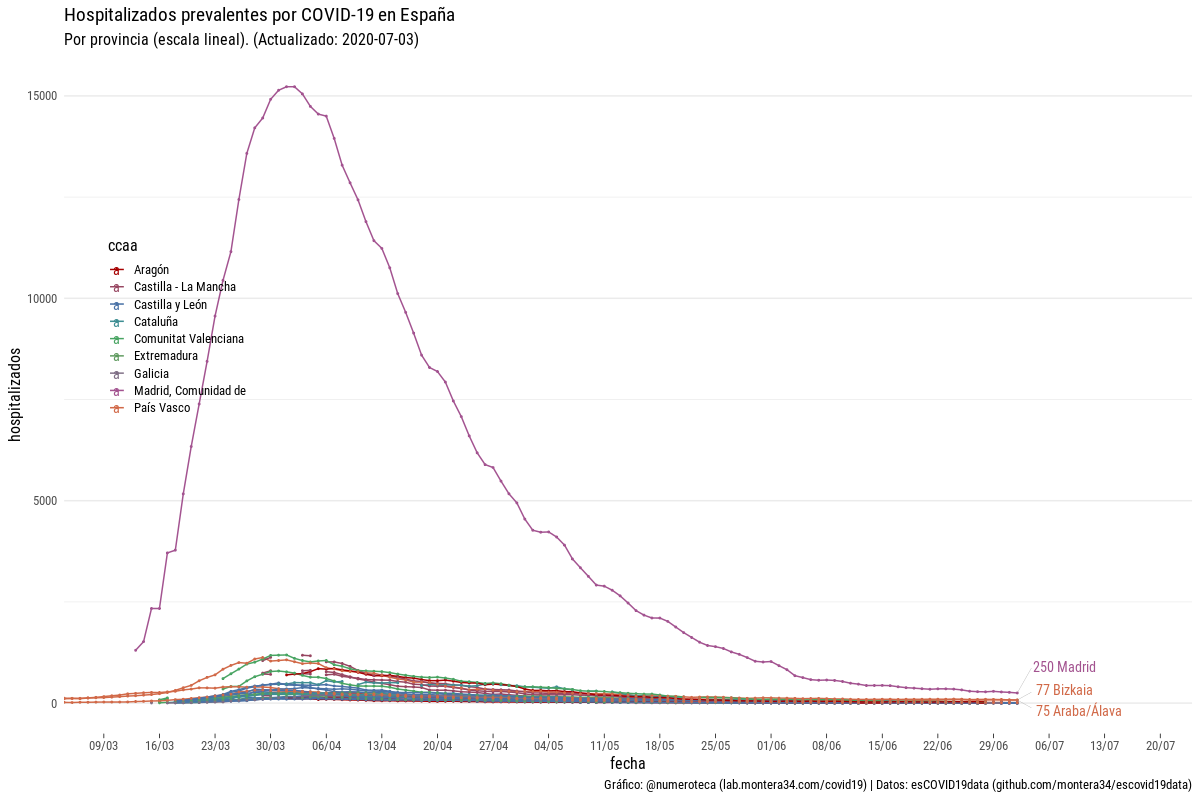 Hospitalizados prevalentes por COVID-19 en España
Por provincia (escala lineal). (Actualizado: 2020-07-03)
15000
10000
5000
0
hospitalizados
ccaa
a Aragón
a Castilla - La Mancha
a Castilla y León
a Cataluña
a Comunitat Valenciana
a Extremadura
a Galicia
a Madrid, Comunidad de
a País Vasco
250 Madrid
77 Bizkaia
75 Araba/Álava
09/03 16/03 23/03 30/03 06/04 13/04 20/04 27/04 04/05 11/05 18/05 25/05 01/06 08/06 15/06 22/06 29/06 06/07 13/07 20/07
fecha
Gráfico: @numeroteca (lab.montera34.com/covid19) | Datos: esCOVID19data (github.com/montera34/escovid19data)